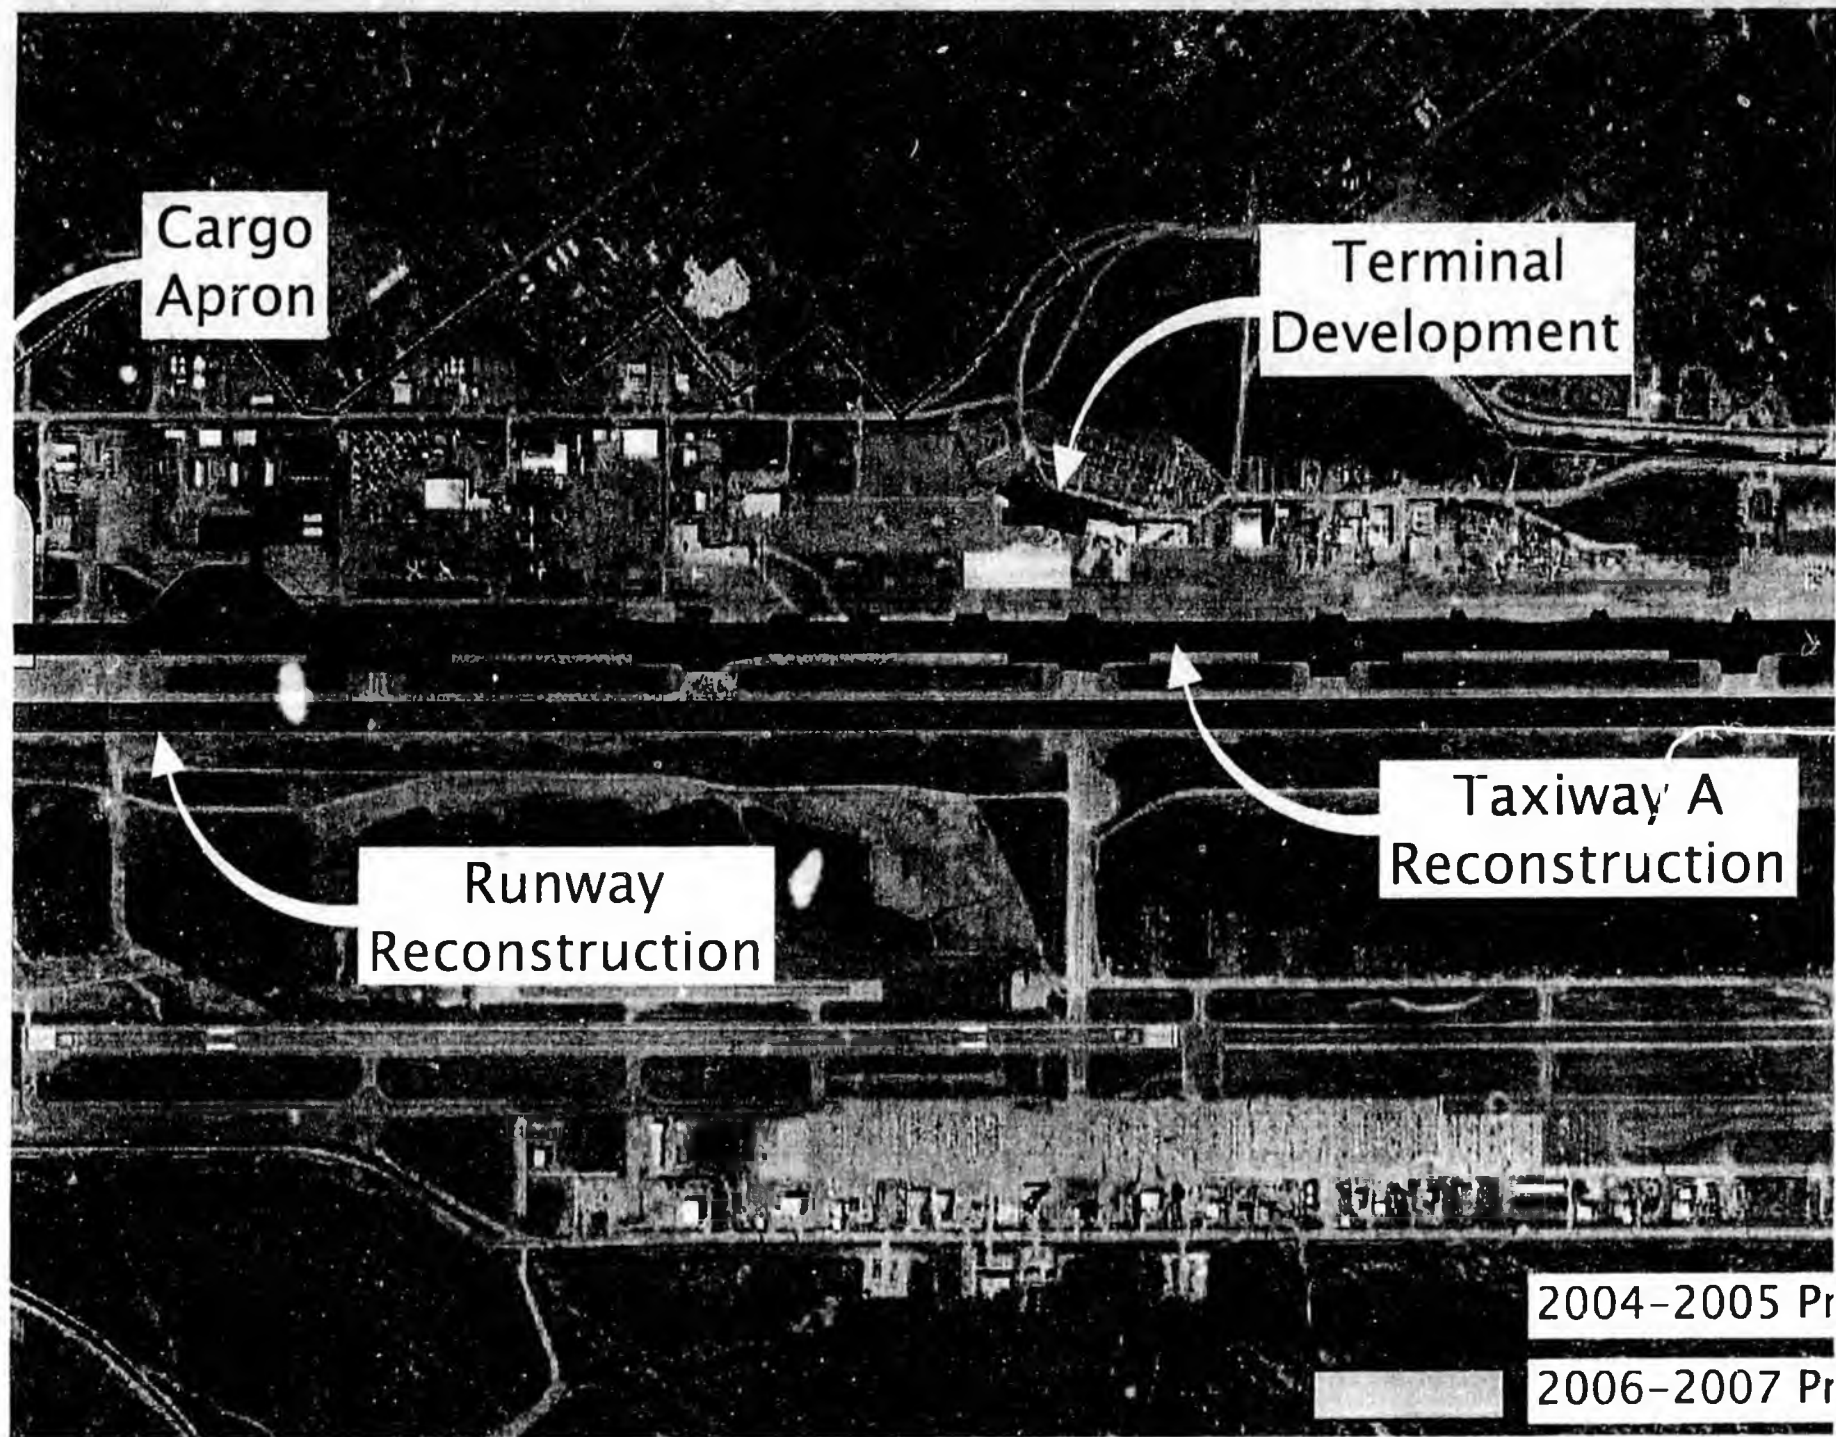 Cargo
Apron
Terminal
Development
Taxiway A
Reconstruction
Runway
Reconstruction
2004-2005 Pr
2006-2007 Pr